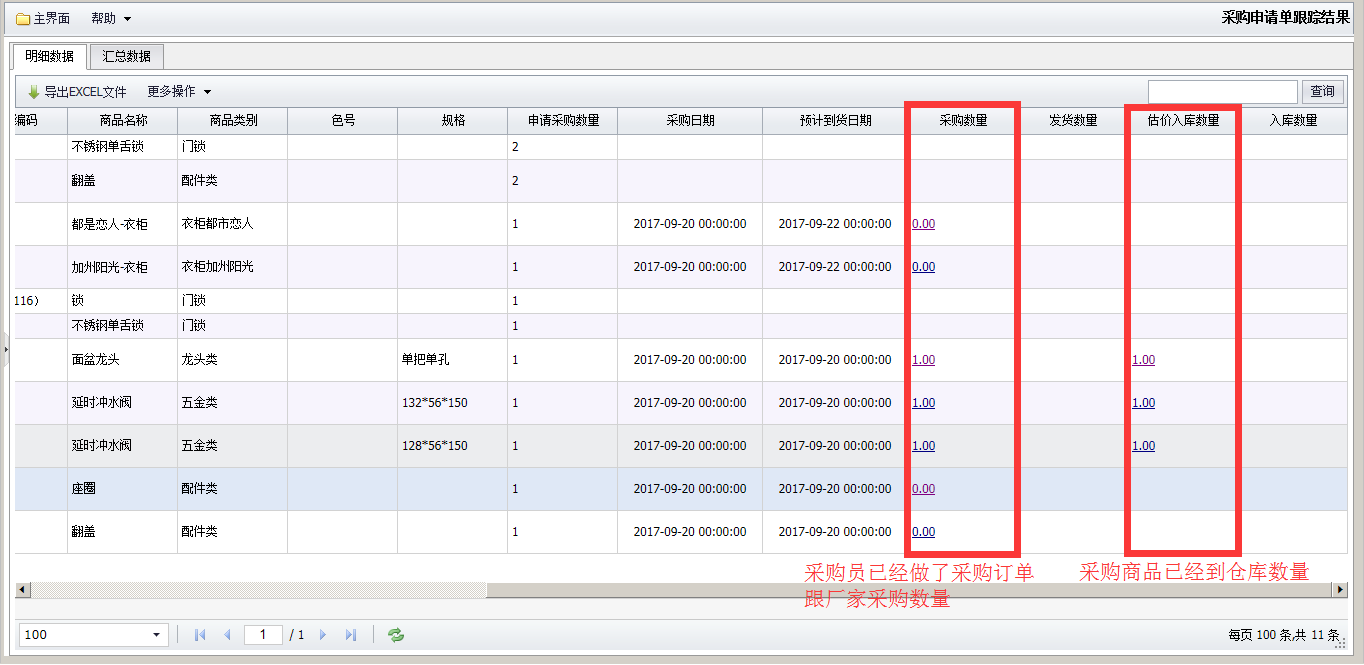 主界面 帮助 采购申请单跟踪结果
明细数据 汇总数据
导出EXCEL文件 更多操作 查询
编码 商品名称 商品类别 色号 规格 申请采购数量 采购日期 预计到货日期 采购数量 发货数量 估价入库数量 入库数量
不锈钢单舌锁 门锁 2
翻盖 配件类 2
都是恋人-衣柜 衣柜都市恋人 1 2017-09-20 00:00:00 2017-09-22 00:00:00 0.00
加州阳光-衣柜 衣柜加州阳光 1 2017-09-20 00:00:00 2017-09-22 00:00:00 0.00
116） 锁 门锁 1
不锈钢单舌锁 门锁 1
面盆龙头 龙头类 单把单孔 1 2017-09-20 00:00:00 2017-09-20 00:00:00 1.00 1.00
延时冲水阀 五金类 132*56*150 1 2017-09-20 00:00:00 2017-09-20 00:00:00 1.00 1.00
延时冲水阀 五金类 128*56*150 1 2017-09-20 00:00:00 2017-09-20 00:00:00 1.00 1.00
座圈 配件类 1 2017-09-20 00:00:00 2017-09-20 00:00:00 0.00
翻盖 配件类 1 2017-09-20 00:00:00 2017-09-20 00:00:00 0.00
采购员已经做了采购订单 采购商品已经到仓库数量
跟厂家采购数量
100 1 / 1 每页 100 条,共 11 条